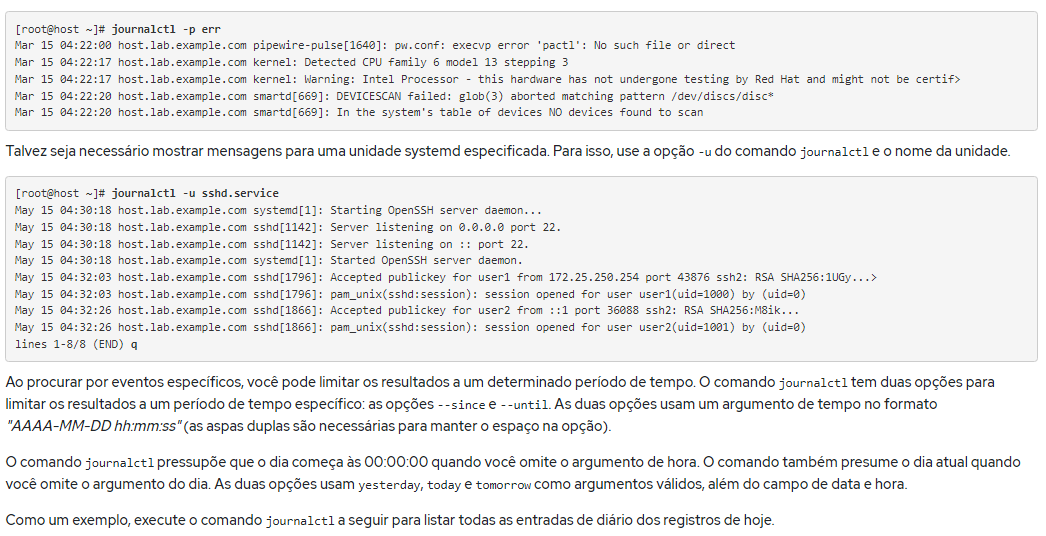 [root@host ~]# journalctl -p err
Mar 15 04:22:00 host.lab.example.com pipewire-pulse[1640]: pw.conf: execvp error 'pactl': No such file or direct
Mar 15 04:22:17 host.lab.example.com kernel: Detected CPU family 6 model 13 stepping 3
Mar 15 04:22:17 host.lab.example.com kernel: Warning: Intel Processor - this hardware has not undergone testing by Red Hat and might not be certif>
Mar 15 04:22:20 host.lab.example.com smartd[669]: DEVICESCAN failed: glob(3) aborted matching pattern /dev/discs/disc*
Mar 15 04:22:20 host.lab.example.com smartd[669]: In the system's table of devices NO devices found to scan
Talvez seja necessário mostrar mensagens para uma unidade systemd especificada. Para isso, use a opção -u do comando journalctl e o nome da unidade.
[root@host ~]# journalctl -u sshd.service
May 15 04:30:18 host.lab.example.com systemd[1]: Starting OpenSSH server daemon...
May 15 04:30:18 host.lab.example.com sshd[1142]: Server listening on 0.0.0.0 port 22.
May 15 04:30:18 host.lab.example.com sshd[1142]: Server listening on :: port 22.
May 15 04:30:18 host.lab.example.com systemd[1]: Started OpenSSH server daemon.
May 15 04:32:03 host.lab.example.com sshd[1796]: Accepted publickey for user1 from 172.25.250.254 port 43876 ssh2: RSA SHA256:1UGy...>
May 15 04:32:03 host.lab.example.com sshd[1796]: pam_unix(sshd:session): session opened for user user1(uid=1000) by (uid=0)
May 15 04:32:26 host.lab.example.com sshd[1866]: Accepted publickey for user2 from ::1 port 36088 ssh2: RSA SHA256:M8ik...
May 15 04:32:26 host.lab.example.com sshd[1866]: pam_unix(sshd:session): session opened for user user2(uid=1001) by (uid=0)
lines 1-8/8 (END) q
Ao procurar por eventos específicos, você pode limitar os resultados a um determinado período de tempo. O comando journalctl tem duas opções para
limitar os resultados a um período de tempo específico: as opções --since e --until. As duas opções usam um argumento de tempo no formato
"AAAA-MM-DD hh:mm:ss" (as aspas duplas são necessárias para manter o espaço na opção).
O comando journalctl pressupõe que o dia começa às 00:00:00 quando você omite o argumento de hora. O comando também presume o dia atual quando
você omite o argumento do dia. As duas opções usam yesterday, today e tomorrow como argumentos válidos, além do campo de data e hora.
Como um exemplo, execute o comando journalctl a seguir para listar todas as entradas de diário dos registros de hoje.